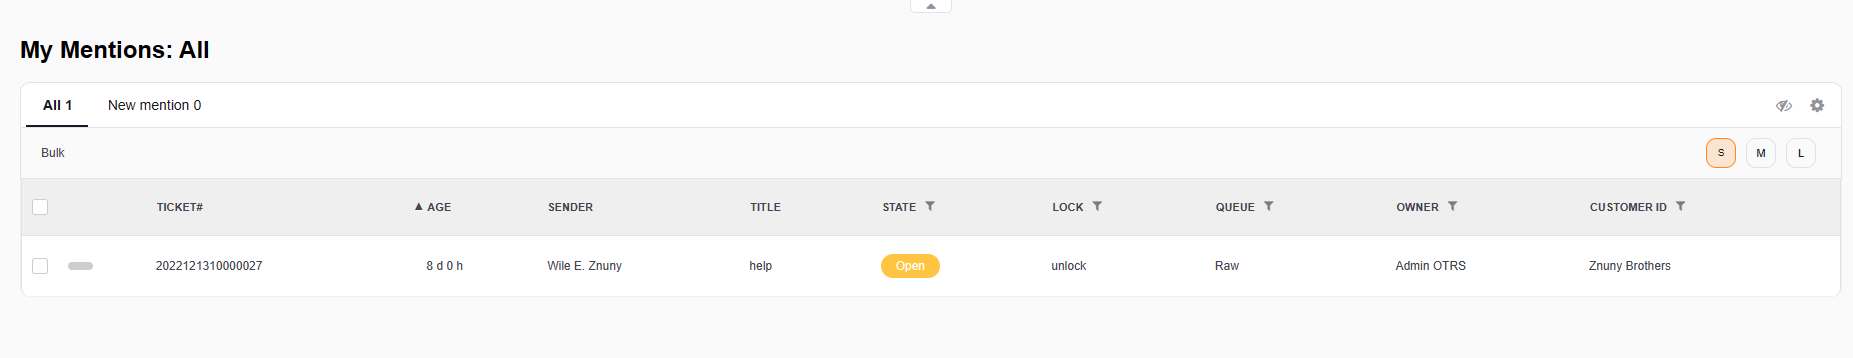 My Mentions: All
All 1 New mention 0
Bulk S M L
TICKET# AGE SENDER TITLE STATE LOCK QUEUE OWNER CUSTOMER ID
2022121310000027 8 d 0 h Wile E. Znuny help Open unlock Raw Admin OTRS Znuny Brothers